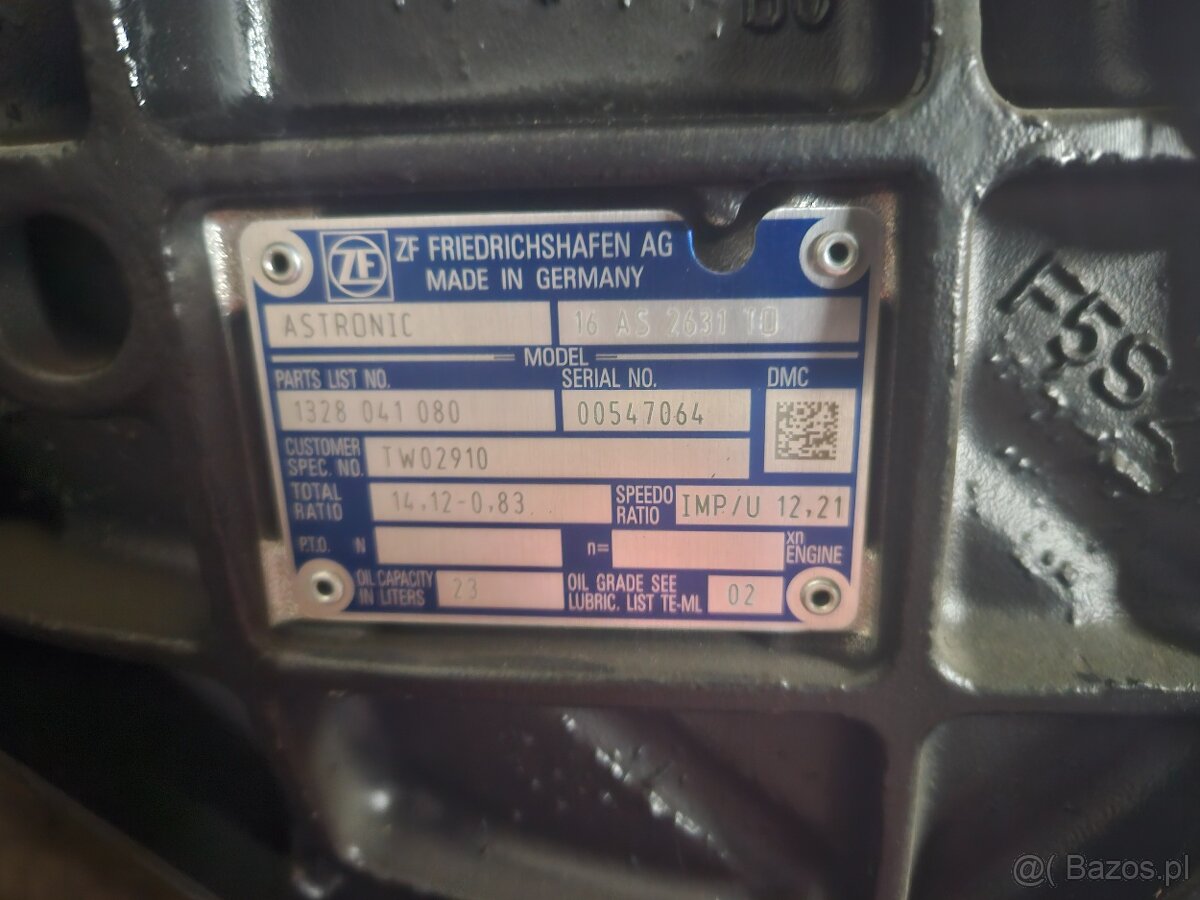 ZF FRIEDRICHSHAFEN AG
MADE IN GERMANY
ASTRONIC 16 AS 2631 TO
MODEL
PARTS LIST NO. SERIAL NO. DMC
1328 041 080 00547064
CUSTOMER SPEC. NO. TW02910
TOTAL RATIO 14,12-0,83 SPEEDO RATIO IMP/U 12,21
P.T.O. N n= xn ENGINE
OIL CAPACITY IN LITERS 23 OIL GRADE SEE LUBRIC. LIST TE-ML 02
ZF
@( Bazos.pl